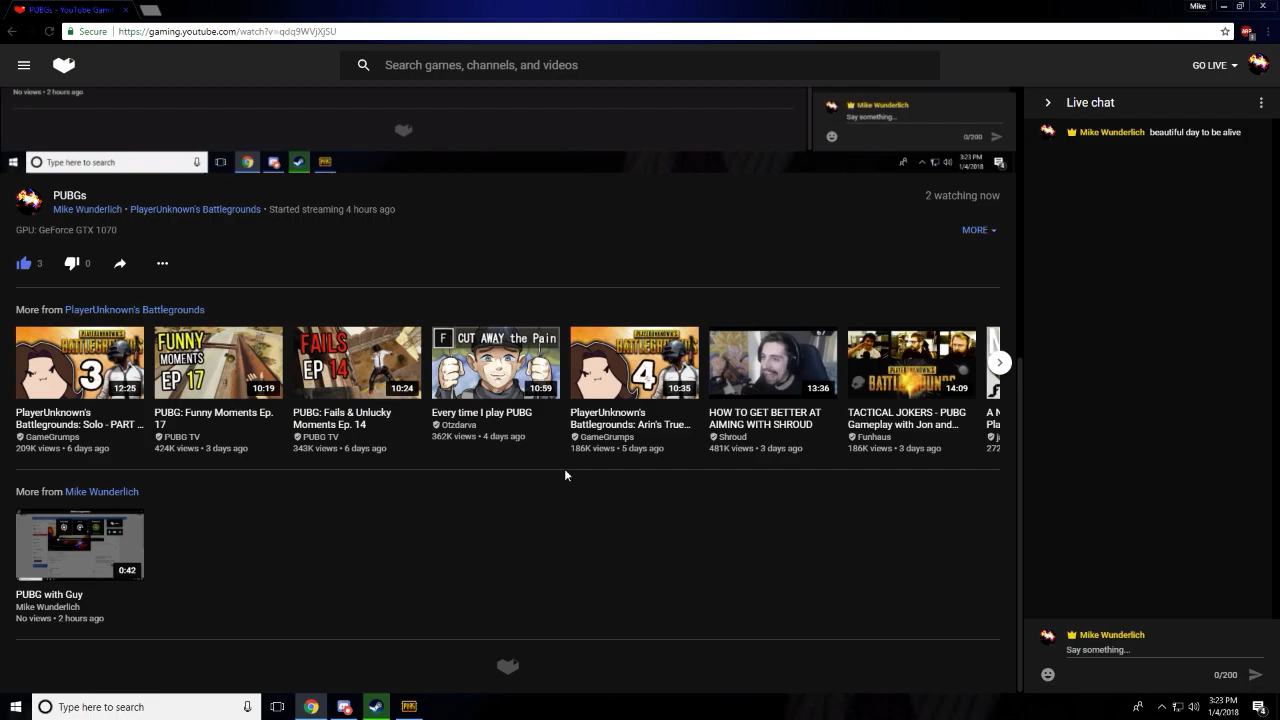 PUBGs - YouTube Gami
Mike
Secure
https://gaming.youtube.com/watch?v=qdq9WVjXjSU
Search games, channels, and videos
GO LIVE
No views • 2 hours ago
Mike Wunderlich
Say something...
0/200
Type here to search
3:23 PM
1/4/2018
PUBGs
2 watching now
Mike Wunderlich • PlayerUnknown's Battlegrounds • Started streaming 4 hours ago
GPU: GeForce GTX 1070
MORE
3
0
Live chat
Mike Wunderlich beautiful day to be alive
More from PlayerUnknown's Battlegrounds
3
12:25
PlayerUnknown's
Battlegrounds: Solo - PART ...
GameGrumps
209K views • 6 days ago
FUNNY
MOMENTS
EP 17
10:19
PUBG: Funny Moments Ep.
17
PUBG TV
424K views • 3 days ago
FAILS
EP 14
10:24
PUBG: Fails & Unlucky
Moments Ep. 14
PUBG TV
343K views • 6 days ago
F CUT AWAY the Pain
10:59
Every time I play PUBG
Otzdarva
362K views • 4 days ago
4
10:35
PlayerUnknown's
Battlegrounds: Arin's True...
GameGrumps
186K views • 5 days ago
13:36
HOW TO GET BETTER AT
AIMING WITH SHROUD
Shroud
481K views • 3 days ago
BATTLEGROUNDS
14:09
TACTICAL JOKERS - PUBG
Gameplay with Jon and...
Funhaus
186K views • 3 days ago
A N
Pla
272
More from Mike Wunderlich
0:42
PUBG with Guy
Mike Wunderlich
No views • 2 hours ago
Mike Wunderlich
Say something...
0/200
Type here to search
3:23 PM
1/4/2018